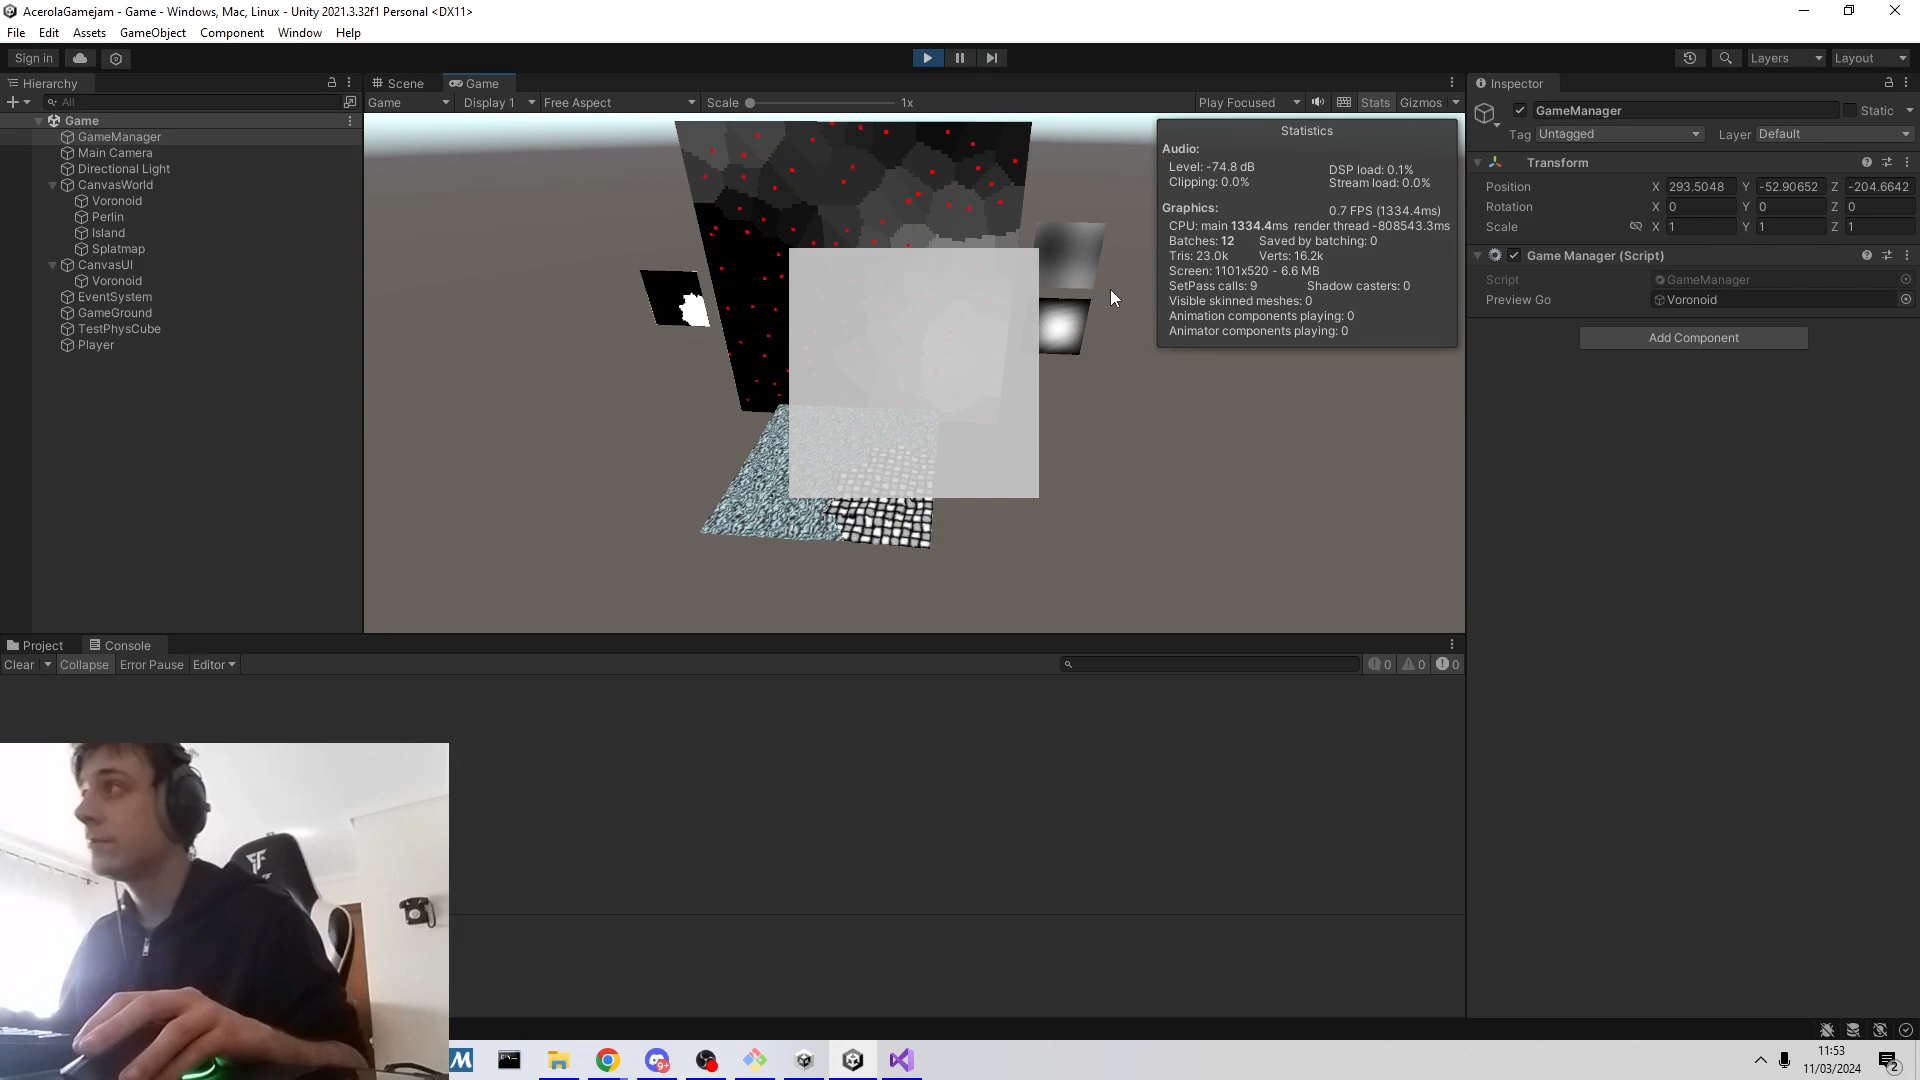 AcerolaGamejam - Game - Windows, Mac, Linux - Unity 2021.3.32f1 Personal <DX11>
File Edit Assets GameObject Component Window Help
Sign in
Layers
Layout
Hierarchy
All
Game
GameManager
Main Camera
Directional Light
CanvasWorld
Voronoid
Perlin
Island
Splatmap
CanvasUI
Voronoid
EventSystem
GameGround
TestPhysCube
Player
Scene Game
Game Display 1 Free Aspect Scale 1x Play Focused Stats Gizmos
Statistics
Audio:
Level: -74.8 dB DSP load: 0.1%
Clipping: 0.0% Stream load: 0.0%
Graphics: 0.7 FPS (1334.4ms)
CPU: main 1334.4ms render thread -808543.3ms
Batches: 12 Saved by batching: 0
Tris: 23.0k Verts: 16.2k
Screen: 1101x520 - 6.6 MB
SetPass calls: 9 Shadow casters: 0
Visible skinned meshes: 0
Animation components playing: 0
Animator components playing: 0
Inspector
GameManager Static
Tag Untagged Layer Default
Transform
Position X 293.5048 Y -52.90652 Z -204.6642
Rotation X 0 Y 0 Z 0
Scale X 1 Y 1 Z 1
Game Manager (Script)
Script GameManager
Preview Go Voronoid
Add Component
Project Console
Clear Collapse Error Pause Editor 0 0 0
9+
11:53
11/03/2024
2